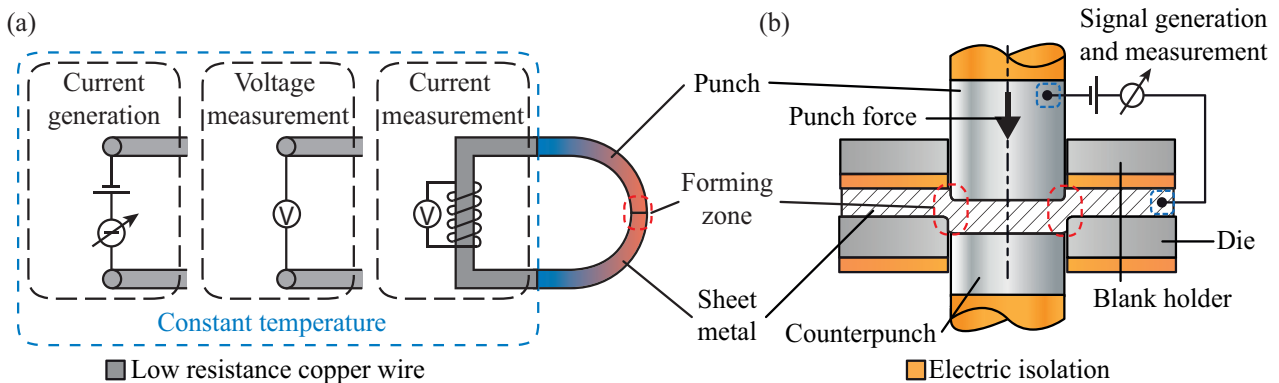 (a)
Current
generation
Voltage
measurement
Current
measurement
V
V
Constant temperature
Low resistance copper wire
Punch
Forming
zone
Sheet
metal
(b)
Signal generation
and measurement
Punch force
Die
Blank holder
Counterpunch
Electric isolation